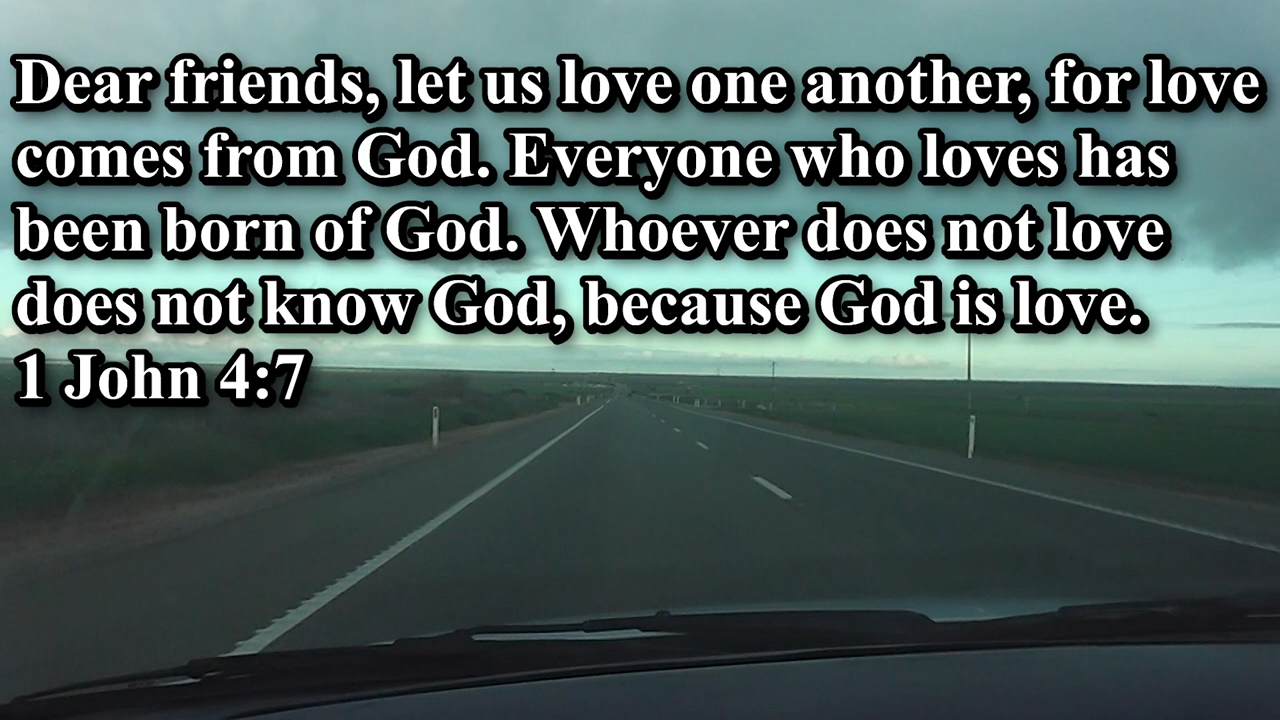 Dear friends, let us love one another, for love
comes from God. Everyone who loves has
been born of God. Whoever does not love
does not know God, because God is love.
1 John 4:7